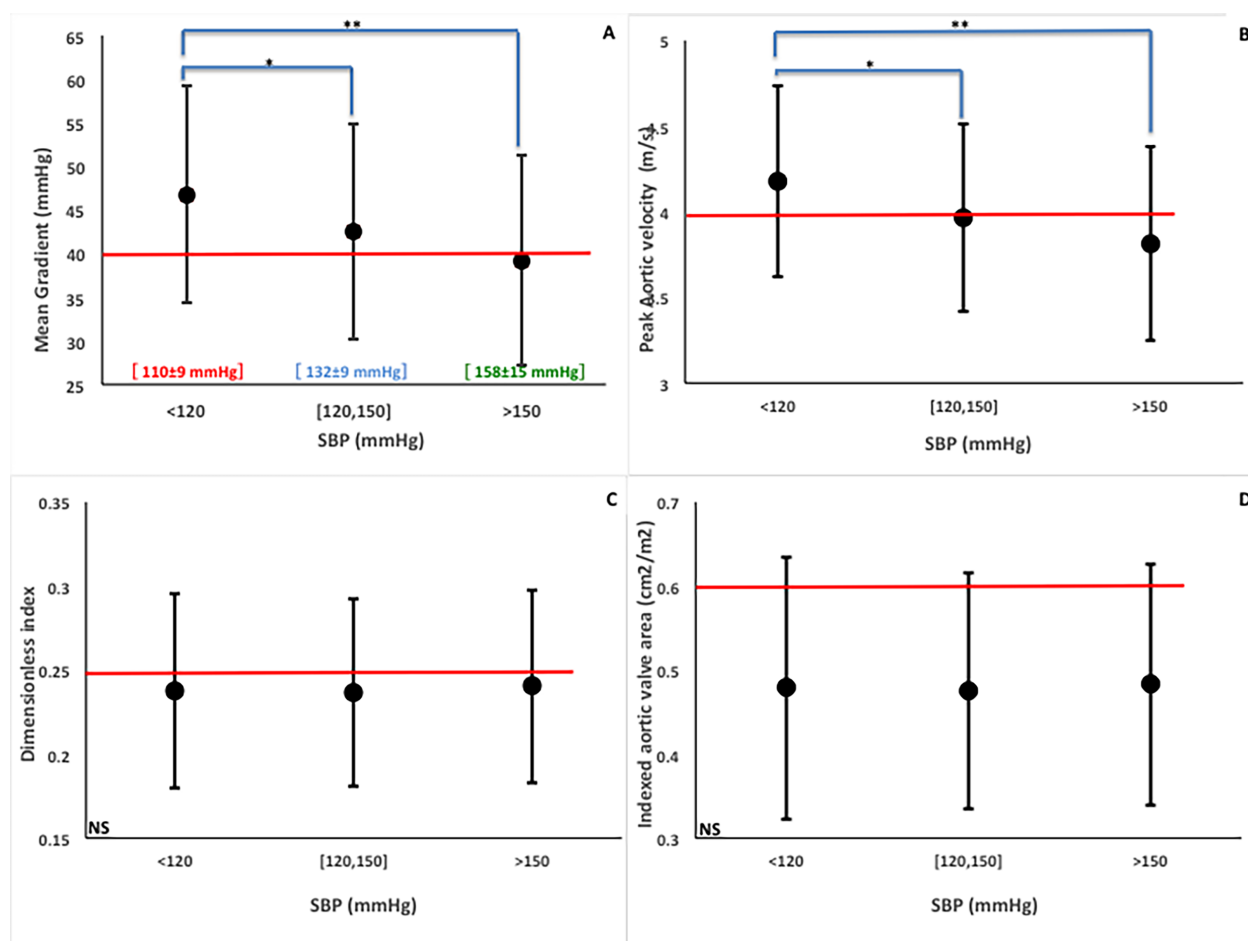 A
**
*
65
60
55
50
45
40
35
30
25
Mean Gradient (mmHg)
[ 110±9 mmHg]
[ 132±9 mmHg]
[ 158±15 mmHg]
<120
[120,150]
>150
SBP (mmHg)
B
**
*
5
4.5
4
3.5
3
Peak Aortic velocity (m/s)
<120
[120,150]
>150
SBP (mmHg)
C
0.35
0.3
0.25
0.2
0.15
Dimensionless index
NS
<120
[120,150]
>150
SBP (mmHg)
D
0.7
0.6
0.5
0.4
0.3
Indexed aortic valve area (cm2/m2)
NS
<120
[120,150]
>150
SBP (mmHg)